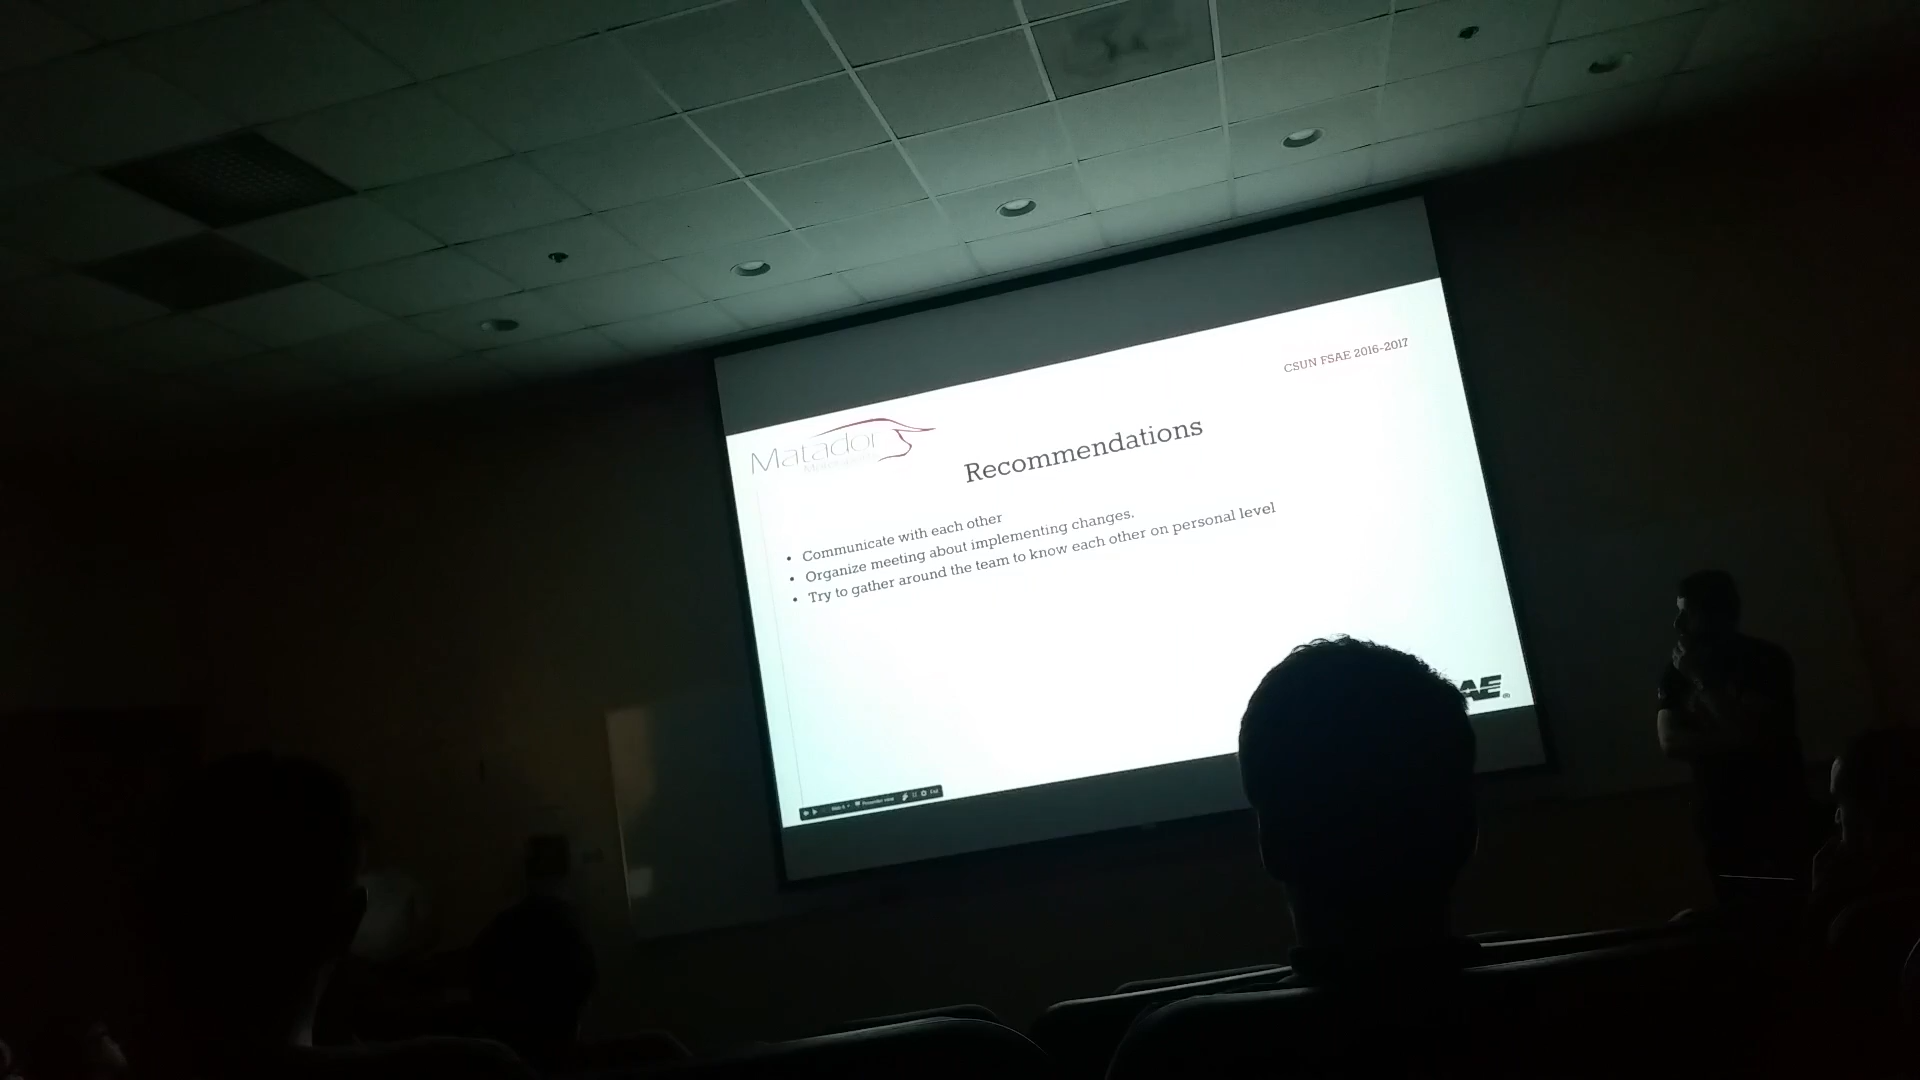 CSUN FSAE 2016-2017
Matador
Recommendations
• Communicate with each other
• Organize meeting about implementing changes.
• Try to gather around the team to know each other on personal level
AE